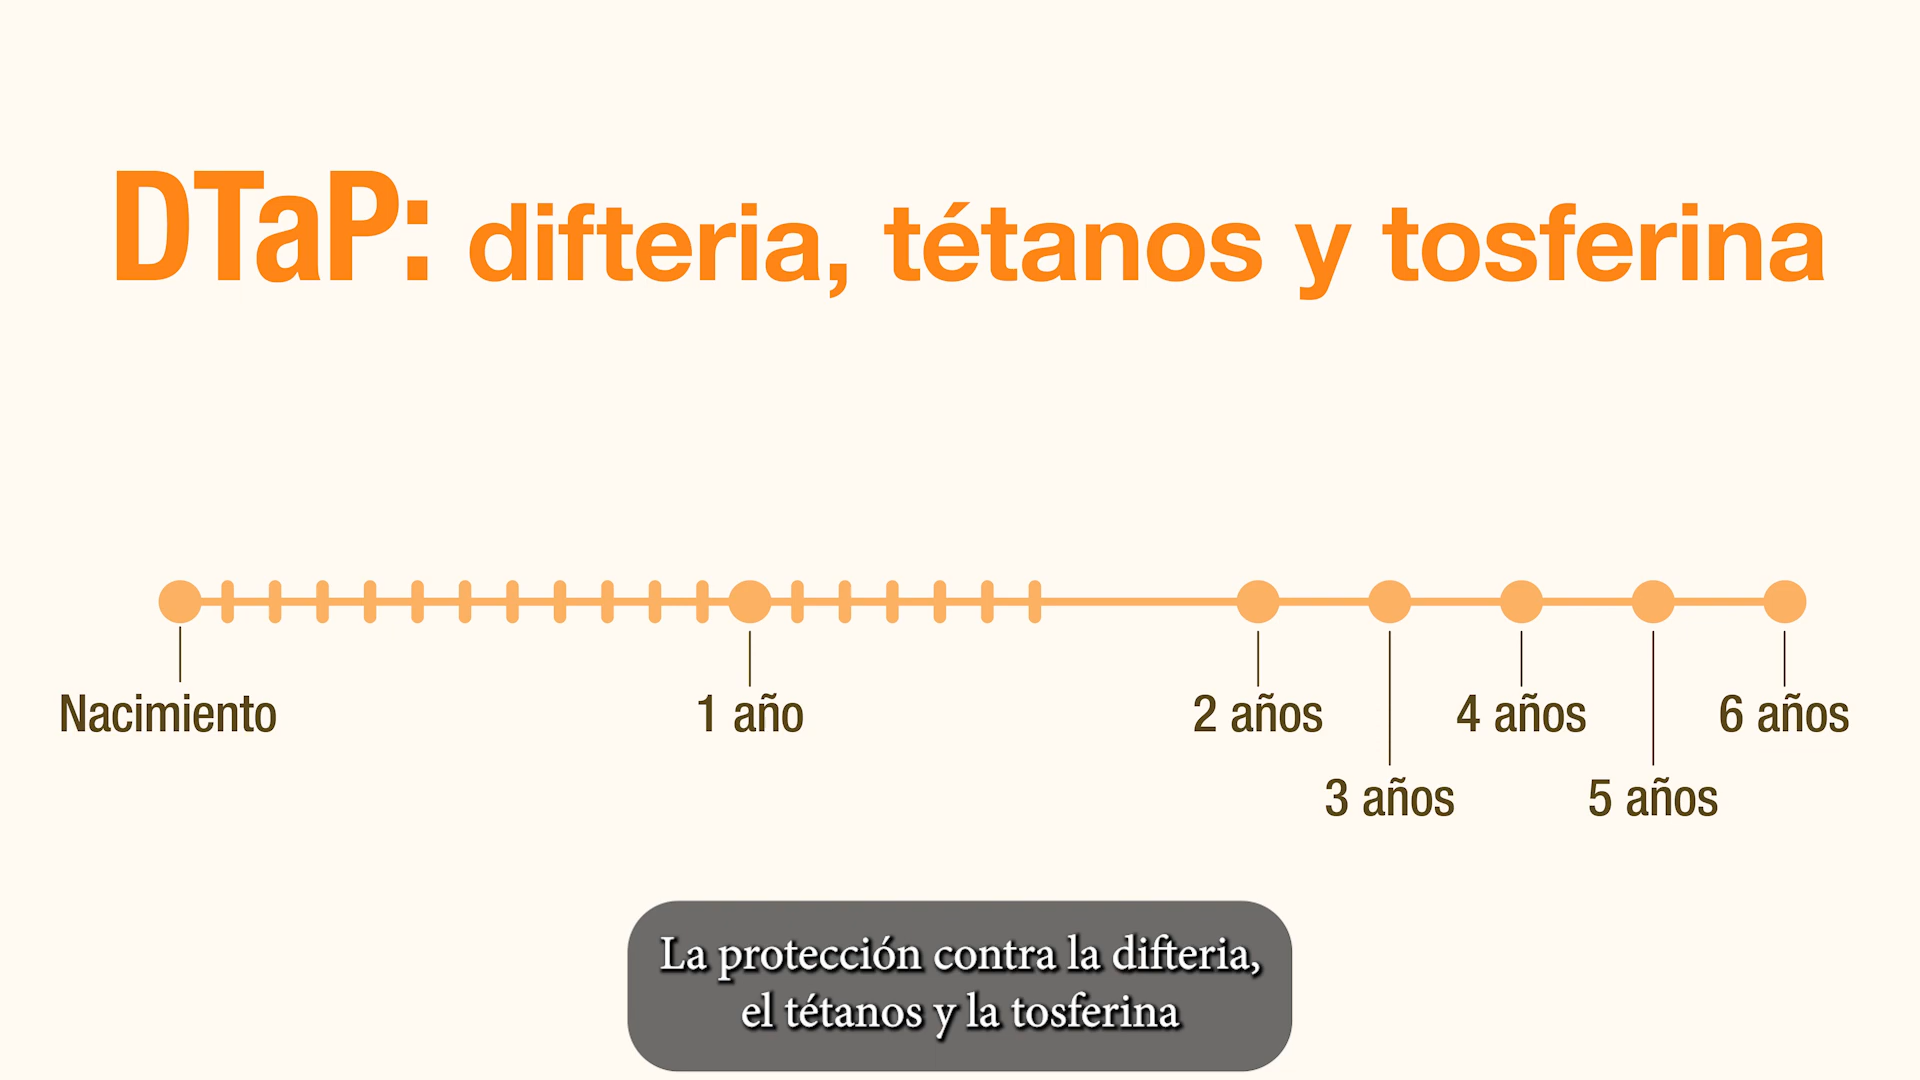 DTaP: difteria, tétanos y tosferina
Nacimiento
1 año
2 años
3 años
4 años
5 años
6 años
La protección contra la difteria,
el tétanos y la tosferina